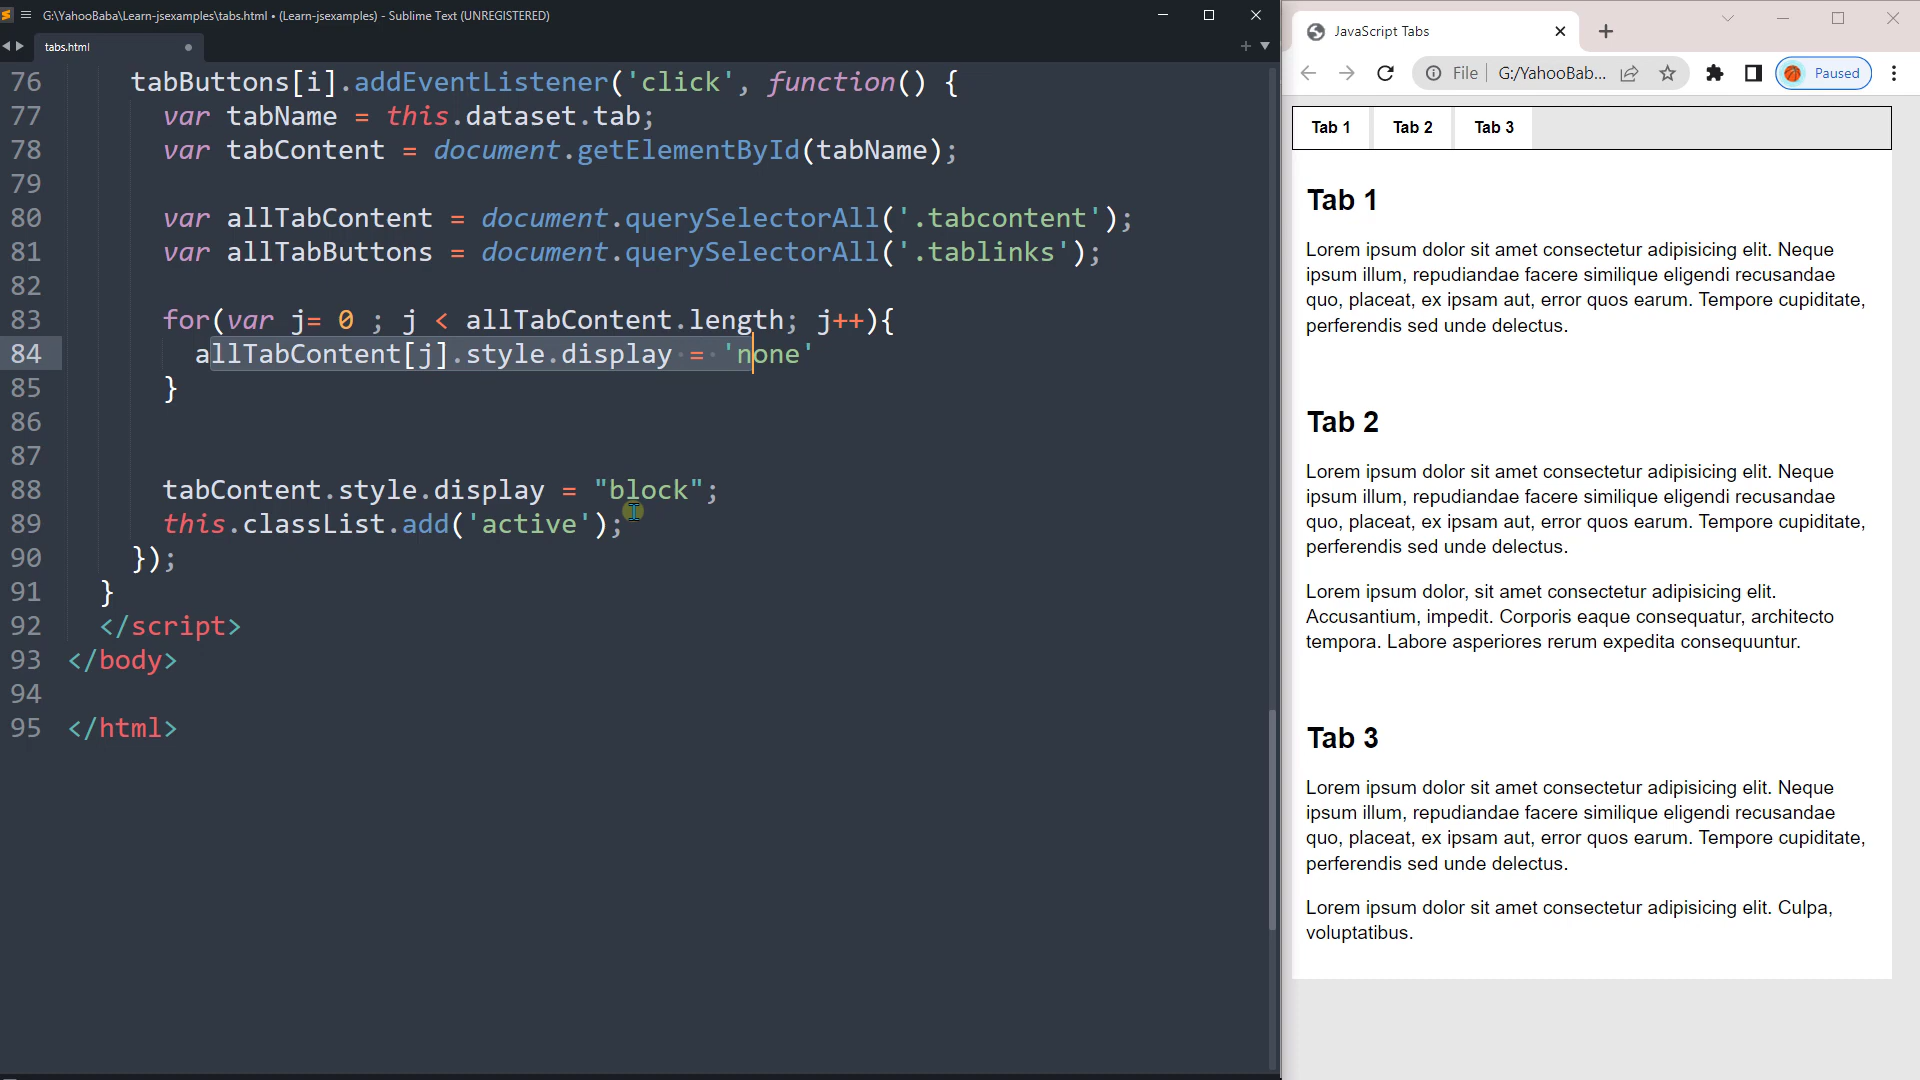 G:\YahooBaba\Learn-jsexamples\tabs.html • (Learn-jsexamples) - Sublime Text (UNREGISTERED)
tabs.html
76 tabButtons[i].addEventListener('click', function() {
77 var tabName = this.dataset.tab;
78 var tabContent = document.getElementById(tabName);
79
80 var allTabContent = document.querySelectorAll('.tabcontent');
81 var allTabButtons = document.querySelectorAll('.tablinks');
82
83 for(var j= 0 ; j < allTabContent.length; j++){
84 allTabContent[j].style.display = 'none'
85 }
86
87
88 tabContent.style.display = "block";
89 this.classList.add('active');
90 });
91 }
92 </script>
93 </body>
94
95 </html>
JavaScript Tabs
File G:/YahooBab... Paused
Tab 1 Tab 2 Tab 3
Tab 1
Lorem ipsum dolor sit amet consectetur adipisicing elit. Neque
ipsum illum, repudiandae facere similique eligendi recusandae
quo, placeat, ex ipsam aut, error quos earum. Tempore cupiditate,
perferendis sed unde delectus.
Tab 2
Lorem ipsum dolor sit amet consectetur adipisicing elit. Neque
ipsum illum, repudiandae facere similique eligendi recusandae
quo, placeat, ex ipsam aut, error quos earum. Tempore cupiditate,
perferendis sed unde delectus.
Lorem ipsum dolor, sit amet consectetur adipisicing elit.
Accusantium, impedit. Corporis eaque consequatur, architecto
tempora. Labore asperiores rerum expedita consequuntur.
Tab 3
Lorem ipsum dolor sit amet consectetur adipisicing elit. Neque
ipsum illum, repudiandae facere similique eligendi recusandae
quo, placeat, ex ipsam aut, error quos earum. Tempore cupiditate,
perferendis sed unde delectus.
Lorem ipsum dolor sit amet consectetur adipisicing elit. Culpa,
voluptatibus.